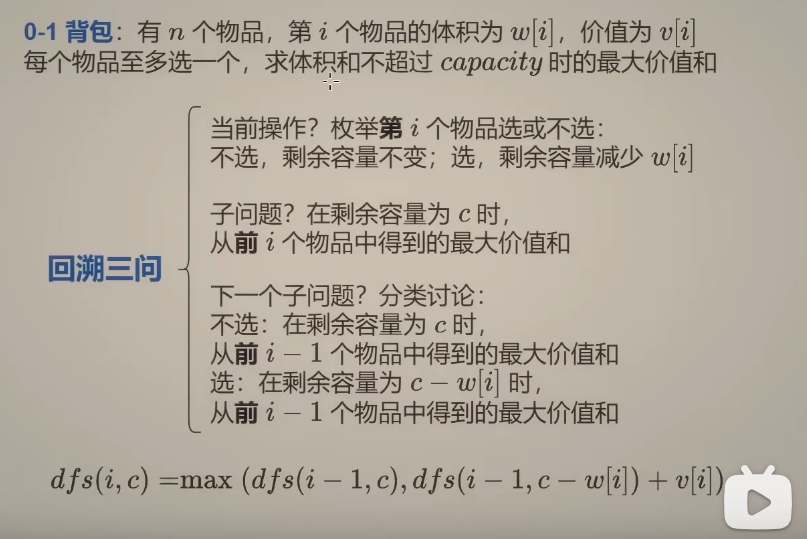 0-1 背包：有 n 个物品，第 i 个物品的体积为 w[i]，价值为 v[i]
每个物品至多选一个，求体积和不超过 capacity 时的最大价值和
当前操作？枚举第 i 个物品选或不选：
不选，剩余容量不变；选，剩余容量减少 w[i]
子问题？在剩余容量为 c 时，
从前 i 个物品中得到的最大价值和
回溯三问
下一个子问题？分类讨论：
不选：在剩余容量为 c 时，
从前 i − 1 个物品中得到的最大价值和
选：在剩余容量为 c − w[i] 时，
从前 i − 1 个物品中得到的最大价值和
dfs(i, c) =max (dfs(i − 1, c), dfs(i − 1, c − w[i]) + v[i])